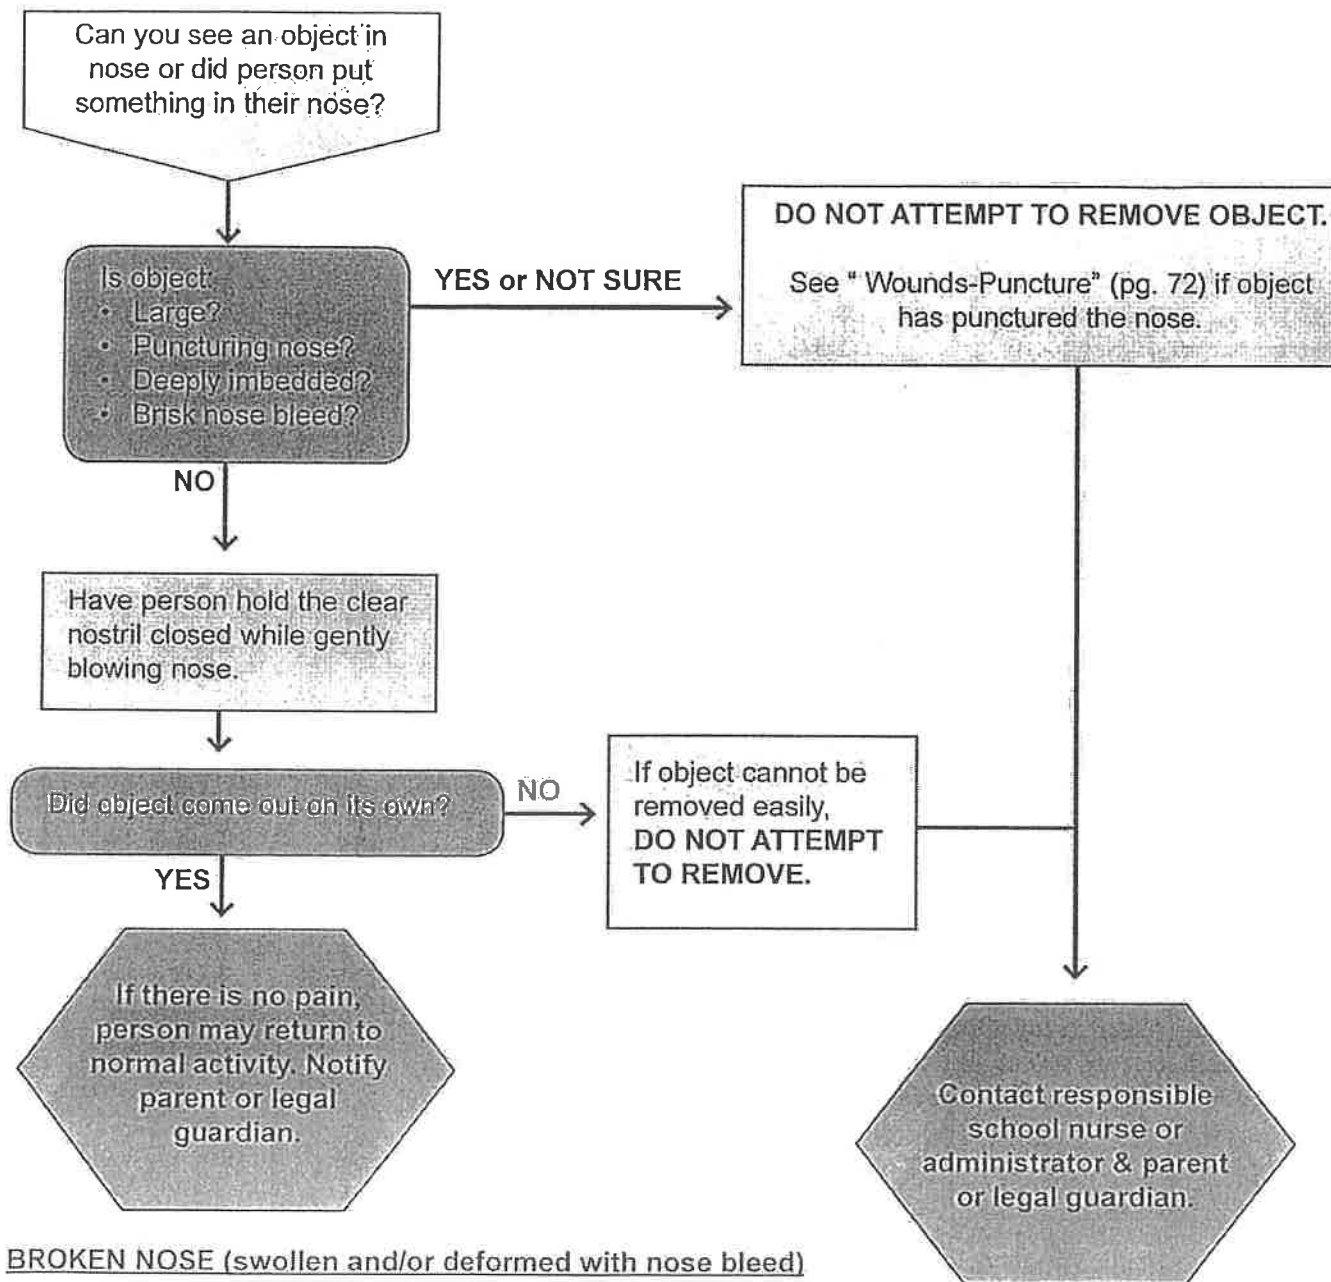 Can you see an object in
nose or did person put
something in their nose?
Is object:
• Large?
• Puncturing nose?
• Deeply imbedded?
• Brisk nose bleed?
YES or NOT SURE
DO NOT ATTEMPT TO REMOVE OBJECT.
See " Wounds-Puncture" (pg. 72) if object
has punctured the nose.
NO
Have person hold the clear
nostril closed while gently
blowing nose.
Did object come out on its own?
NO
If object cannot be
removed easily,
DO NOT ATTEMPT
TO REMOVE.
YES
If there is no pain,
person may return to
normal activity. Notify
parent or legal
guardian.
Contact responsible
school nurse or
administrator & parent
or legal guardian.
BROKEN NOSE (swollen and/or deformed with nose bleed)